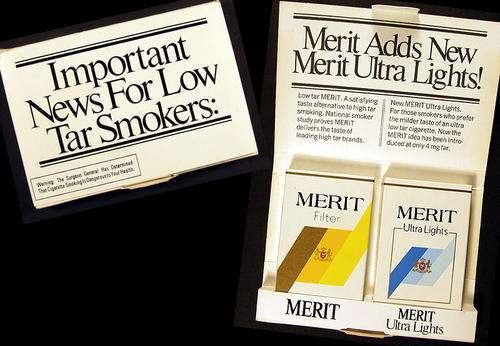 Important
News For Low
Tar Smokers:
Warning: The Surgeon General Has Determined
That Cigarette Smoking Is Dangerous to Your Health.
Merit Adds New
Merit Ultra Lights!
Low tar MERIT. A satisfying
taste alternative to high tar
smoking. National smoker
study proves MERIT
delivers the taste of
leading high tar brands.
New MERIT Ultra Lights.
For those smokers who prefer
the milder taste of an ultra
low tar cigarette. Now the
MERIT idea has been intro-
duced at only 4 mg tar.
MERIT
Filter
MERIT
Ultra Lights
MERIT
MERIT
Ultra Lights